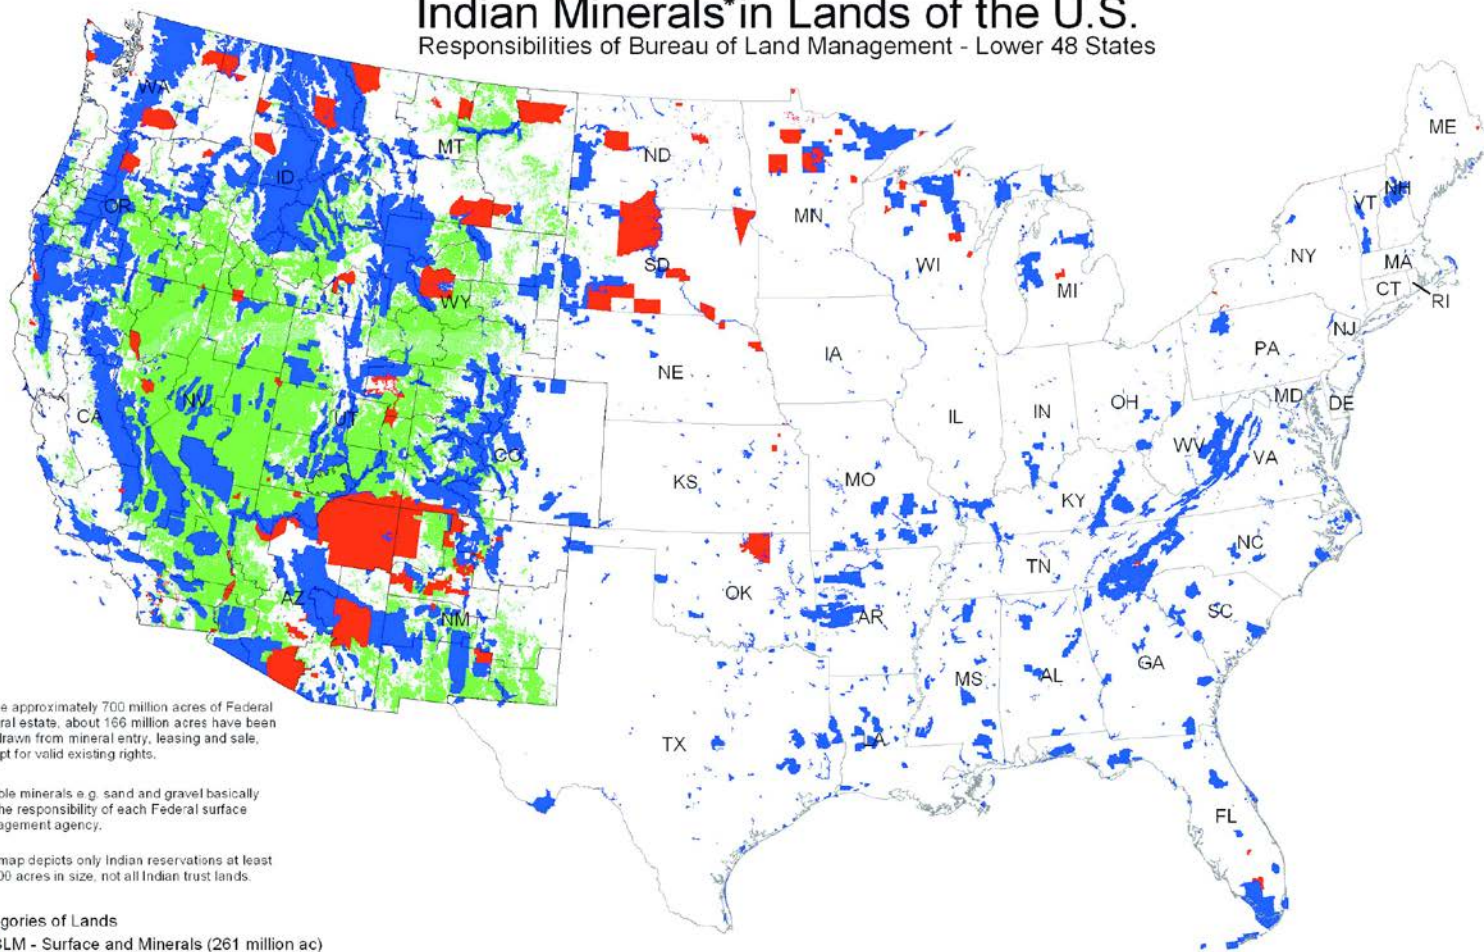 Indian Minerals* in Lands of the U.S.
Responsibilities of Bureau of Land Management - Lower 48 States
WA
MT
ND
ME
ID
OR
MN
VT
NH
SD
WI
NY
MA
MI
CT
RI
WY
IA
PA
NJ
NE
NV
CA
UT
CO
IL
IN
OH
MD
DE
WV
VA
KS
MO
KY
NC
TN
AZ
NM
OK
AR
SC
GA
MS
AL
TX
LA
FL
e approximately 700 million acres of Federal
ral estate, about 166 million acres have been
drawn from mineral entry, leasing and sale,
pt for valid existing rights.
ble minerals e.g. sand and gravel basically
he responsibility of each Federal surface
agement agency.
map depicts only Indian reservations at least
00 acres in size, not all Indian trust lands.
gories of Lands
BLM - Surface and Minerals (261 million ac)